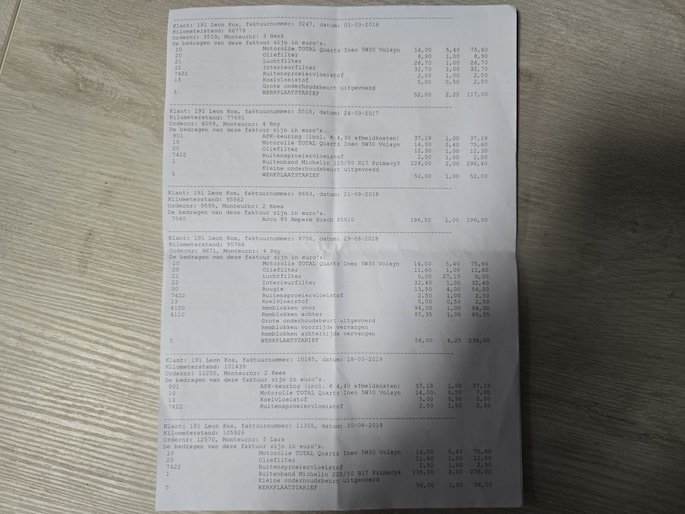 Klant: 191 Leon Kox, faktuurnummer: 3247, datum: 01-03-2016
Kilometerstand: 66779
Ordernr: 3503, Monteurnr: 3 Henk
De bedragen van deze faktuur zijn in euro's.
10 Motorolie TOTAL Quartz Ineo 5W30 Volsyn 14,00 5,40 75,60
20 Oliefilter 8,90 1,00 8,90
21 Luchtfilter 26,70 1,00 26,70
22 Interieurfilter 32,70 1,00 32,70
7422 Ruitensproeiervloeistof 2,50 1,00 2,50
13 Koelvloeistof 5,00 0,50 2,50
Grote onderhoudsbeurt uitgevoerd
5 WERKPLAATSTARIEF 52,00 2,25 117,00
Klant: 191 Leon Kox, faktuurnummer: 5515, datum: 24-03-2017
Kilometerstand: 77691
Ordernr: 6058, Monteurnr: 4 Roy
De bedragen van deze faktuur zijn in euro's.
901 APK-keuring (incl. € 4,30 afmeldkosten) 37,19 1,00 37,19
10 Motorolie TOTAL Quartz Ineo 5W30 Volsyn 14,00 5,40 75,60
20 Oliefilter 12,30 1,00 12,30
7422 Ruitensproeiervloeistof 2,50 1,00 2,50
1 Ruitenband Michelin 225/50 R17 Primacy3 2,00
Kleine onderhoudsbeurt uitgevoerd
5 WERKPLAATSTARIEF 52,00 1,00 52,00
Klant: 191 Leon Kox, faktuurnummer: 8693, datum: 21-08-2018
Kilometerstand: 95562
Ordernr: 9599, Monteurnr: 2 Kees
De bedragen van deze faktuur zijn in euro's.
7040 Accu 85 Ampere Bosch S5010 196,50 1,00 196,50
Klant: 191 Leon Kox, faktuurnummer: 8756, datum: 29-08-2018
Kilometerstand: 95766
Ordernr: 9671, Monteurnr: 4 Roy
De bedragen van deze faktuur zijn in euro's.
10 Motorolie TOTAL Quartz Ineo 5W30 Volsyn 14,00 5,40 75,60
20 Oliefilter 11,60 1,00 11,60
21 Luchtfilter 0,00 27,10 0,00
22 Interieurfilter 32,40 1,00 32,40
30 Bougie 13,50 4,00 54,00
7422 Ruitensproeiervloeistof 2,50 1,00 2,50
13 Koelvloeistof 5,00 0,50 2,50
4100 Remblokken voor 94,00 1,00 94,00
4120 Remblokken achter 85,35 1,00 85,35
Grote onderhoudsbeurt uitgevoerd
Remblokken voorzijde vervangen
Remblokken achterzijde vervangen
5 WERKPLAATSTARIEF 56,00 4,25 238,00
Klant: 191 Leon Kox, faktuurnummer: 10165, datum: 18-03-2019
Kilometerstand: 101439
Ordernr: 11255, Monteurnr: 2 Kees
De bedragen van deze faktuur zijn in euro's.
901 APK-keuring (incl. € 4,40 afmeldkosten) 37,19 1,00 37,19
10 Motorolie TOTAL Quartz Ineo 5W30 Volsyn 14,00 0,50 7,00
13 Koelvloeistof 5,00 0,50 2,50
7422 Ruitensproeiervloeistof 2,50 1,00 2,50
Klant: 191 Leon Kox, faktuurnummer: 11305, datum: 30-08-2019
Kilometerstand: 105926
Ordernr: 12570, Monteurnr: 5 Lars
De bedragen van deze faktuur zijn in euro's.
10 Motorolie TOTAL Quartz Ineo 5W30 Volsyn 14,00 5,40 75,60
20 Oliefilter 11,60 1,00 11,60
7422 Ruitensproeiervloeistof 2,50 1,00 2,50
1 Ruitenband Michelin 225/50 R17 Primacy4 138,00 2,00 276,00
Kleine onderhoudsbeurt uitgevoerd
5 WERKPLAATSTARIEF 56,00 1,00 56,00